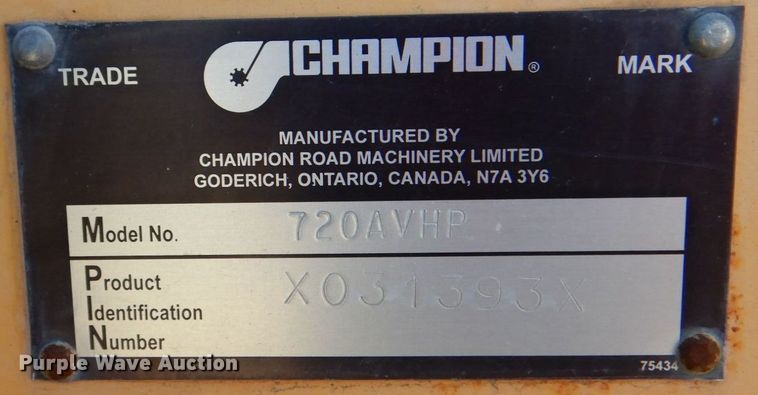 CHAMPION ®
TRADE MARK
MANUFACTURED BY
CHAMPION ROAD MACHINERY LIMITED
GODERICH, ONTARIO, CANADA, N7A 3Y6
Model No. 720AVHP
Product
Identification X031393X
Number
75434
Purple Wave Auction